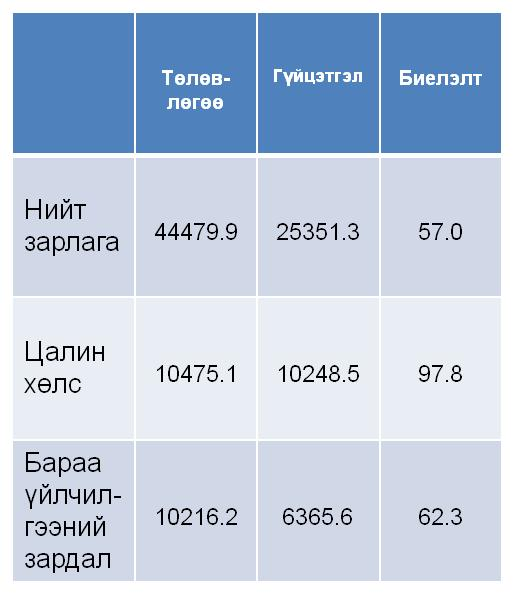 Төлөв- Гүйцэтгэл Биелэлт
лөгөө
Нийт
зарлага 44479.9 25351.3 57.0
Цалин
хөлс 10475.1 10248.5 97.8
Бараа
үйлчил-
гээний 10216.2 6365.6 62.3
зардал